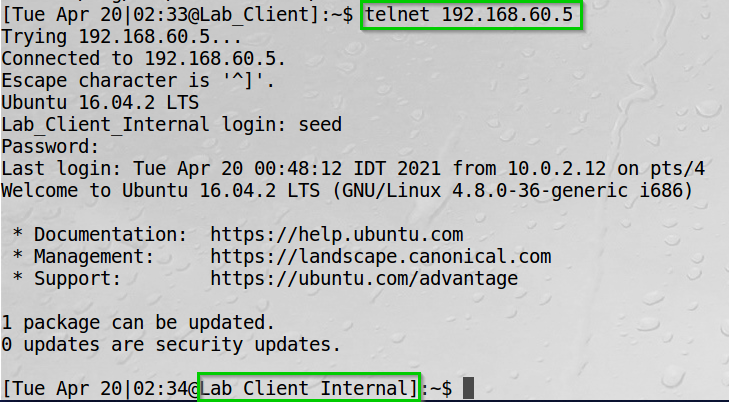 [Tue Apr 20|02:33@Lab_Client]:~$ telnet 192.168.60.5
Trying 192.168.60.5...
Connected to 192.168.60.5.
Escape character is '^]'.
Ubuntu 16.04.2 LTS
Lab_Client_Internal login: seed
Password:
Last login: Tue Apr 20 00:48:12 IDT 2021 from 10.0.2.12 on pts/4
Welcome to Ubuntu 16.04.2 LTS (GNU/Linux 4.8.0-36-generic i686)
* Documentation:  https://help.ubuntu.com
* Management:     https://landscape.canonical.com
* Support:        https://ubuntu.com/advantage
1 package can be updated.
0 updates are security updates.
[Tue Apr 20|02:34@Lab_Client_Internal]:~$